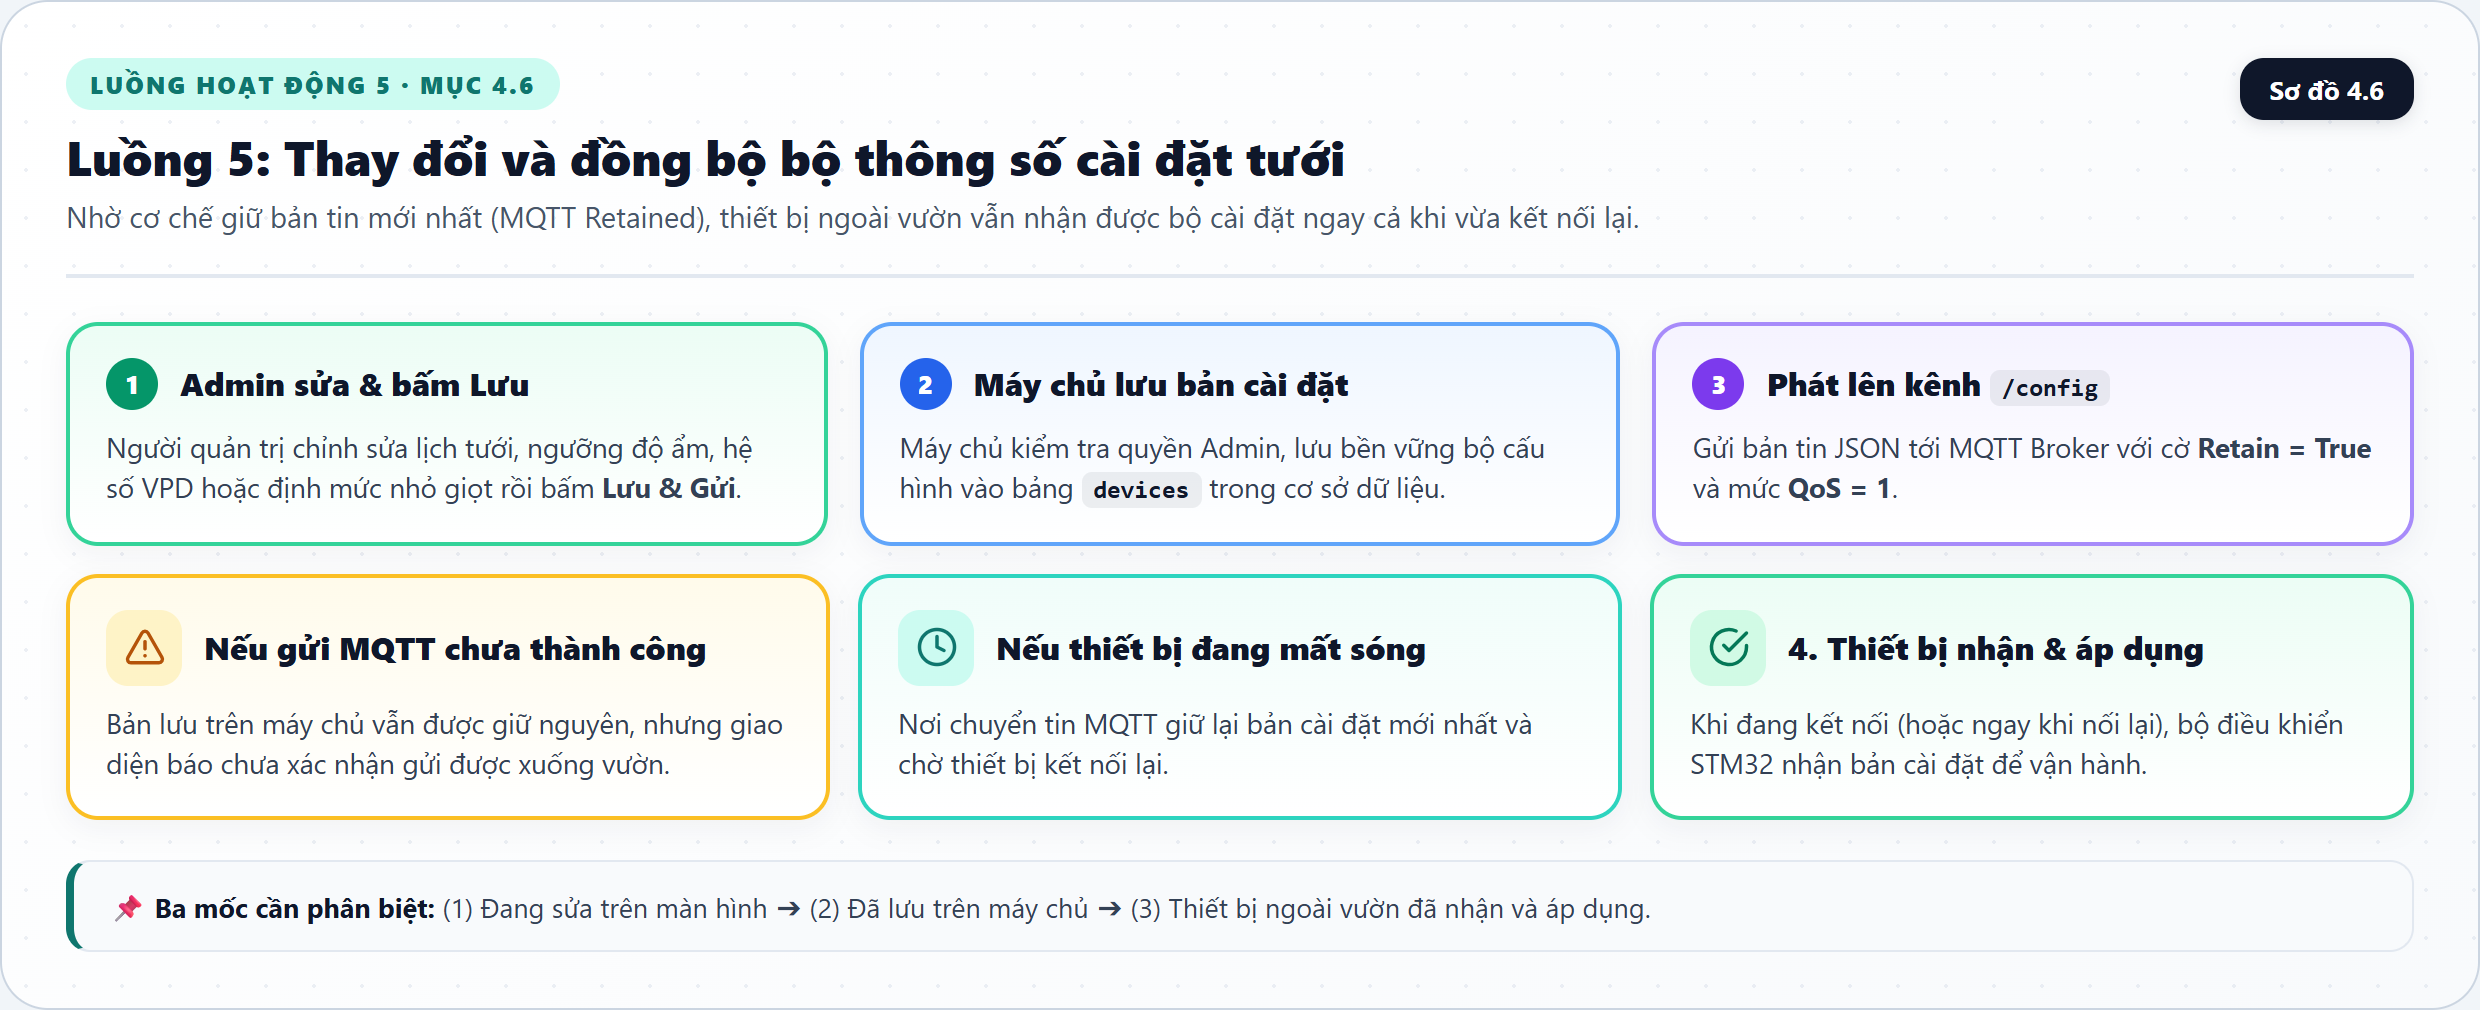 LUỒNG HOẠT ĐỘNG 5 · MỤC 4.6
Sơ đồ 4.6
Luồng 5: Thay đổi và đồng bộ bộ thông số cài đặt tưới
Nhờ cơ chế giữ bản tin mới nhất (MQTT Retained), thiết bị ngoài vườn vẫn nhận được bộ cài đặt ngay cả khi vừa kết nối lại.
1 Admin sửa & bấm Lưu
Người quản trị chỉnh sửa lịch tưới, ngưỡng độ ẩm, hệ
số VPD hoặc định mức nhỏ giọt rồi bấm Lưu & Gửi.
2 Máy chủ lưu bản cài đặt
Máy chủ kiểm tra quyền Admin, lưu bền vững bộ cấu
hình vào bảng devices trong cơ sở dữ liệu.
3 Phát lên kênh /config
Gửi bản tin JSON tới MQTT Broker với cờ Retain = True
và mức QoS = 1.
Nếu gửi MQTT chưa thành công
Bản lưu trên máy chủ vẫn được giữ nguyên, nhưng giao
diện báo chưa xác nhận gửi được xuống vườn.
Nếu thiết bị đang mất sóng
Nơi chuyển tin MQTT giữ lại bản cài đặt mới nhất và
chờ thiết bị kết nối lại.
4. Thiết bị nhận & áp dụng
Khi đang kết nối (hoặc ngay khi nối lại), bộ điều khiển
STM32 nhận bản cài đặt để vận hành.
📌 Ba mốc cần phân biệt: (1) Đang sửa trên màn hình ➔ (2) Đã lưu trên máy chủ ➔ (3) Thiết bị ngoài vườn đã nhận và áp dụng.